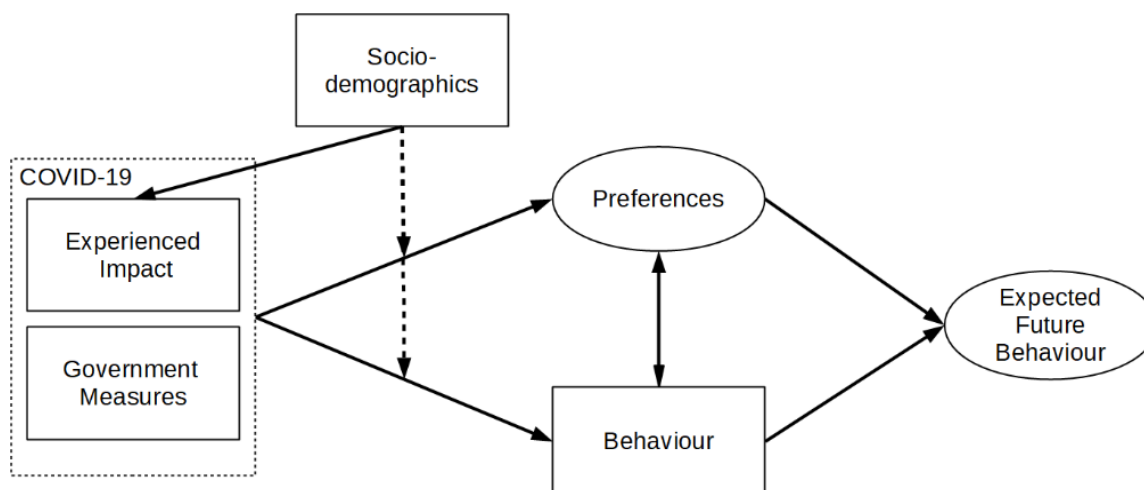 Socio-
demographics
COVID-19
Experienced
Impact
Government
Measures
Preferences
Behaviour
Expected
Future
Behaviour